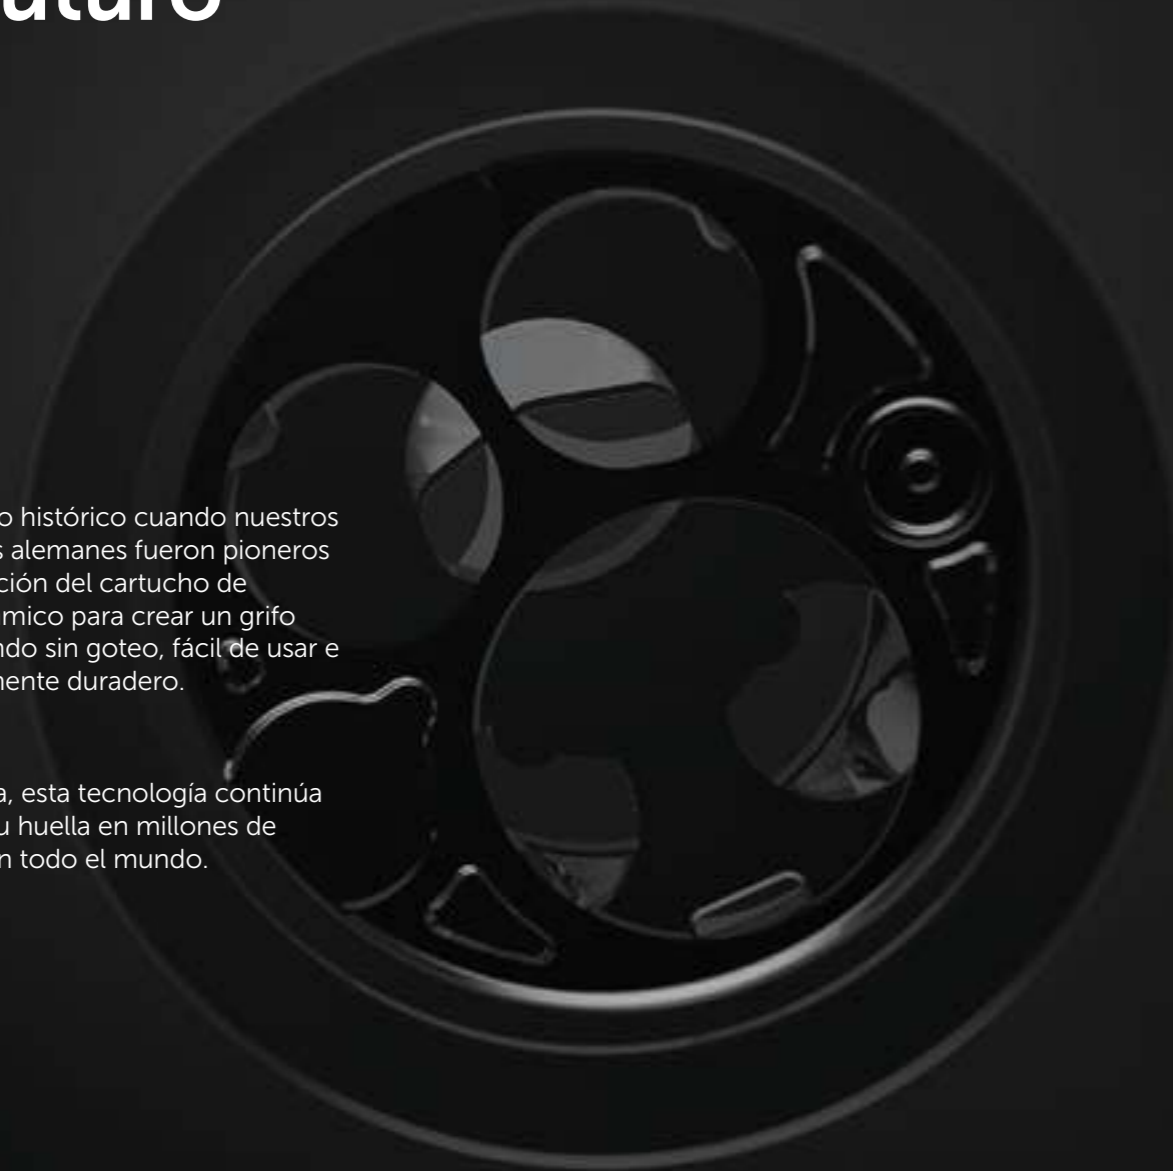 uturo
o histórico cuando nuestros
s alemanes fueron pioneros
ción del cartucho de
mico para crear un grifo
ndo sin goteo, fácil de usar e
mente duradero.
a, esta tecnología continúa
u huella en millones de
n todo el mundo.